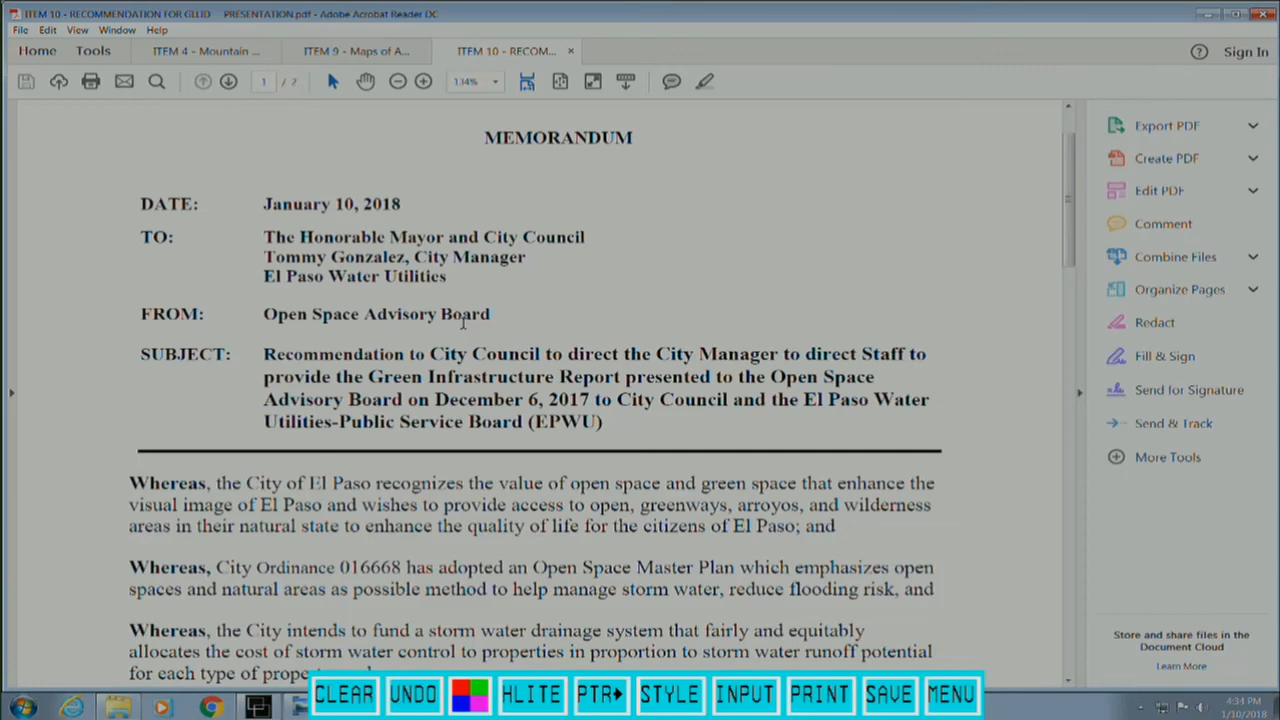 ITEM 10 - RECOMMENDATION FOR GI.LID    PRESENTATION.pdf - Adobe Acrobat Reader DC
File Edit View Window Help
Home Tools ITEM 4 - Mountain ... ITEM 9 - Maps of A... ITEM 10 - RECOM... × Sign In
1 / 2 134%
MEMORANDUM
DATE: January 10, 2018
TO: The Honorable Mayor and City Council
Tommy Gonzalez, City Manager
El Paso Water Utilities
FROM: Open Space Advisory Board
SUBJECT: Recommendation to City Council to direct the City Manager to direct Staff to
provide the Green Infrastructure Report presented to the Open Space
Advisory Board on December 6, 2017 to City Council and the El Paso Water
Utilities-Public Service Board (EPWU)
Whereas, the City of El Paso recognizes the value of open space and green space that enhance the
visual image of El Paso and wishes to provide access to open, greenways, arroyos, and wilderness
areas in their natural state to enhance the quality of life for the citizens of El Paso; and
Whereas, City Ordinance 016668 has adopted an Open Space Master Plan which emphasizes open
spaces and natural areas as possible method to help manage storm water, reduce flooding risk, and
Whereas, the City intends to fund a storm water drainage system that fairly and equitably
allocates the cost of storm water control to properties in proportion to storm water runoff potential
for each type of prope
Export PDF
Create PDF
Edit PDF
Comment
Combine Files
Organize Pages
Redact
Fill & Sign
Send for Signature
Send & Track
More Tools
Store and share files in the
Document Cloud
Learn More
CLEAR UNDO HLITE PTR STYLE INPUT PRINT SAVE MENU
4:34 PM
1/10/2018